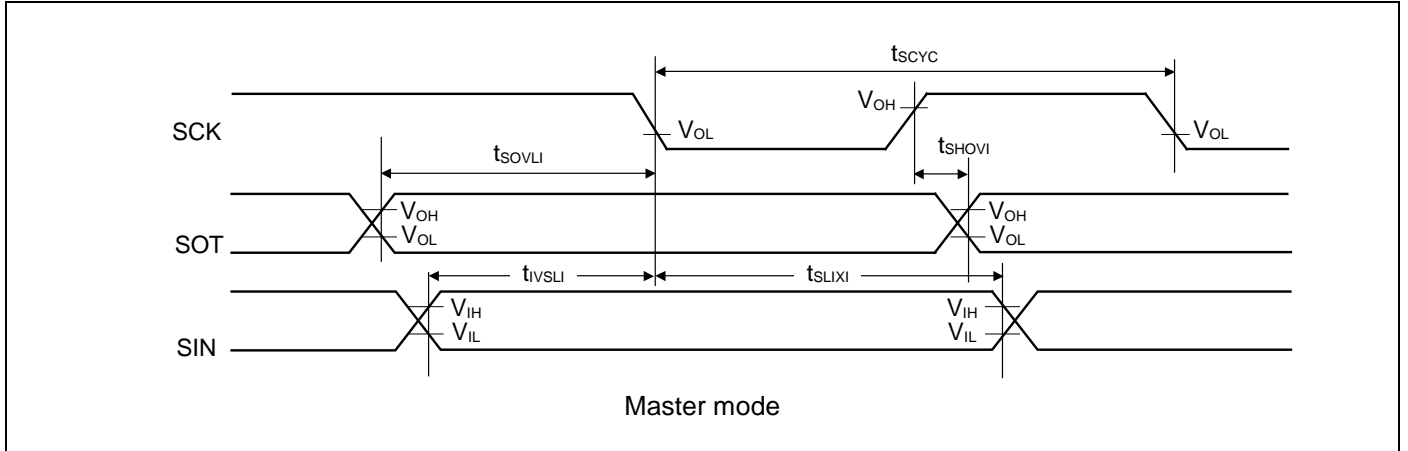 tSCYC
SCK
VOH
VOL
VOL
tSOVLI
tSHOVI
SOT
VOH
VOL
VOH
VOL
tIVSLI
tSLIXI
SIN
VIH
VIL
VIH
VIL
Master mode